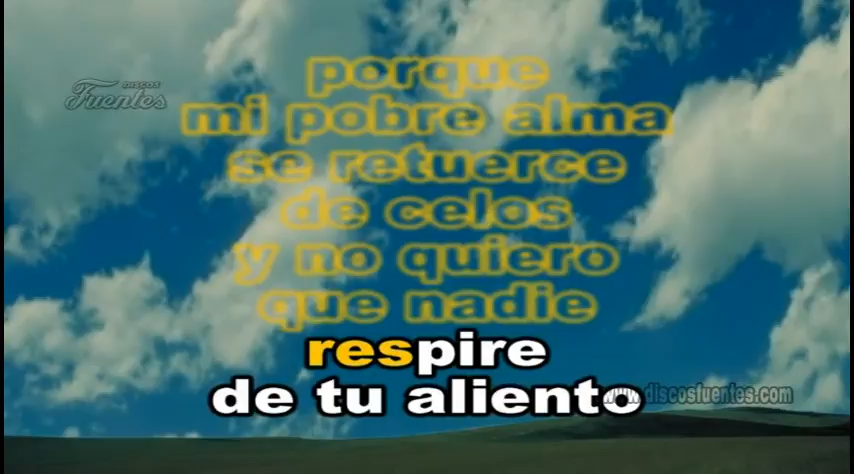 DISCOS
Fuentes
porque
mi pobre alma
se retuerce
de celos
y no quiero
que nadie
respire
de tu aliento
www.discosfuentes.com